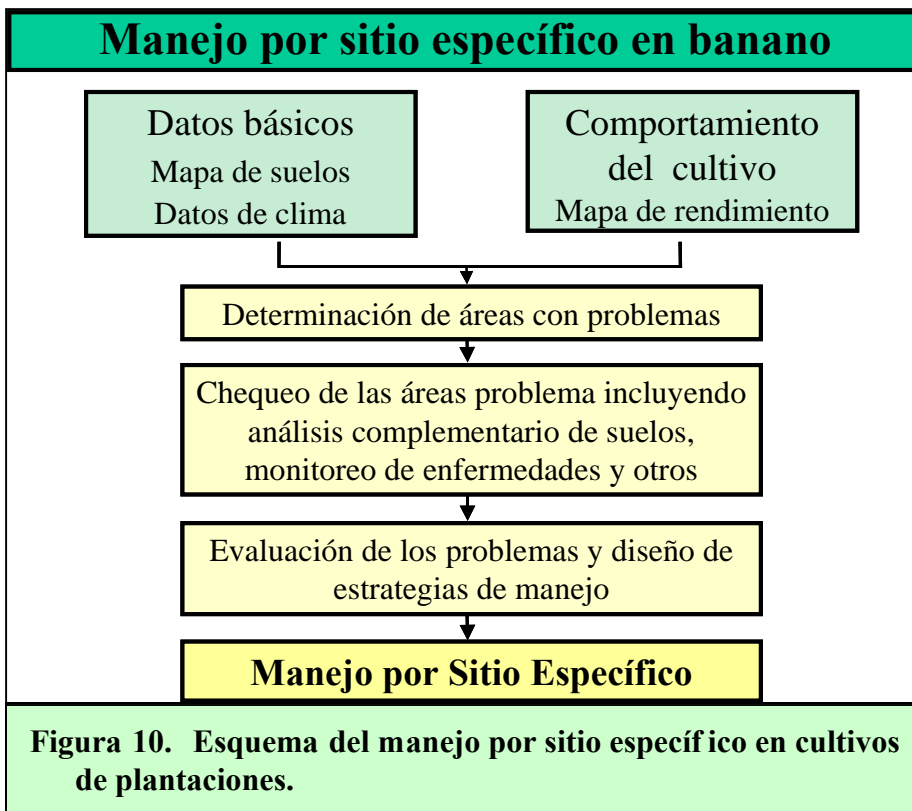 Manejo por sitio específico en banano
Datos básicos
Mapa de suelos
Datos de clima
Comportamiento
del cultivo
Mapa de rendimiento
Determinación de áreas con problemas
Chequeo de las áreas problema incluyendo
análisis complementario de suelos,
monitoreo de enfermedades y otros
Evaluación de los problemas y diseño de
estrategias de manejo
Manejo por Sitio Específico
Figura 10. Esquema del manejo por sitio específico en cultivos
de plantaciones.